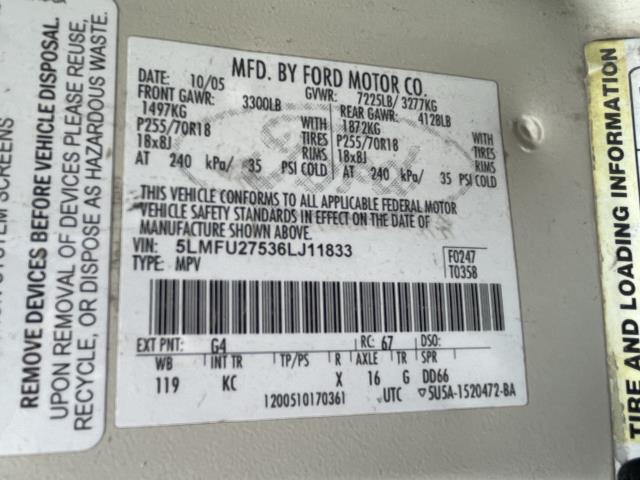 SYSTEM SCREENS
REMOVE DEVICES BEFORE VEHICLE DISPOSAL
UPON REMOVAL OF DEVICES PLEASE REUSE,
RECYCLE, OR DISPOSE AS HAZARDOUS WASTE.
MFD. BY FORD MOTOR CO.
DATE: 10/05 GVWR: 7225LB/ 3277KG
FRONT GAWR: 3300LB REAR GAWR: 4128LB
1497KG WITH 1872KG WITH
P255/70R18 TIRES P255/70R18 TIRES
18x8J RIMS 18x8J RIMS
AT 240 kPa/ 35 PSI COLD AT 240 kPa/ 35 PSI COLD
Ford
THIS VEHICLE CONFORMS TO ALL APPLICABLE FEDERAL MOTOR
VEHICLE SAFETY STANDARDS IN EFFECT ON THE DATE OF
MANUFACTURE SHOWN ABOVE.
VIN: 5LMFU27536LJ11833
TYPE: MPV
F0247
T0358
EXT PNT: G4 RC: 67 DSO:
WB INT TR TP/PS R AXLE TR SPR
119 KC X 16 G DD66
1200510170361 UTC ▽5U5A-1520472-BA
TIRE AND LOADING INFORMATION